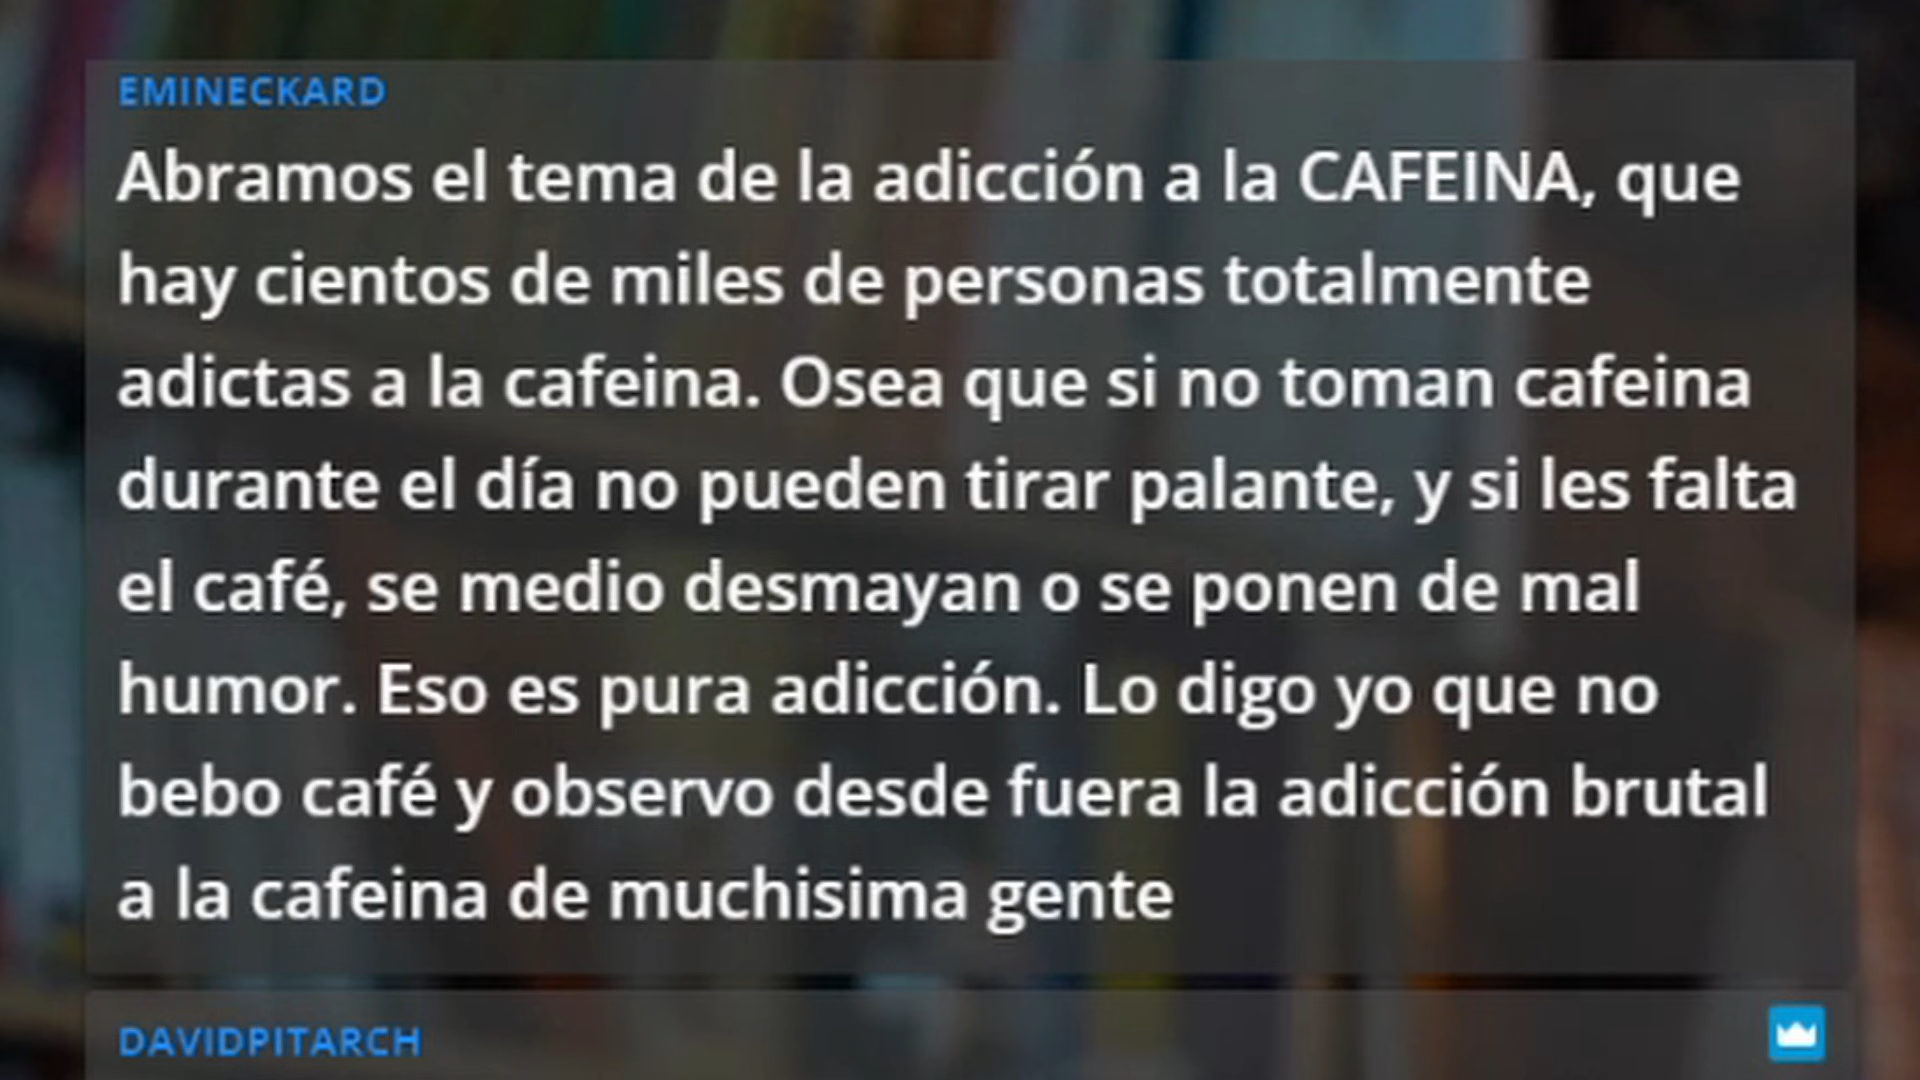 EMINECKARD
Abramos el tema de la adicción a la CAFEINA, que
hay cientos de miles de personas totalmente
adictas a la cafeina. Osea que si no toman cafeina
durante el día no pueden tirar palante, y si les falta
el café, se medio desmayan o se ponen de mal
humor. Eso es pura adicción. Lo digo yo que no
bebo café y observo desde fuera la adicción brutal
a la cafeina de muchisima gente
DAVIDPITARCH